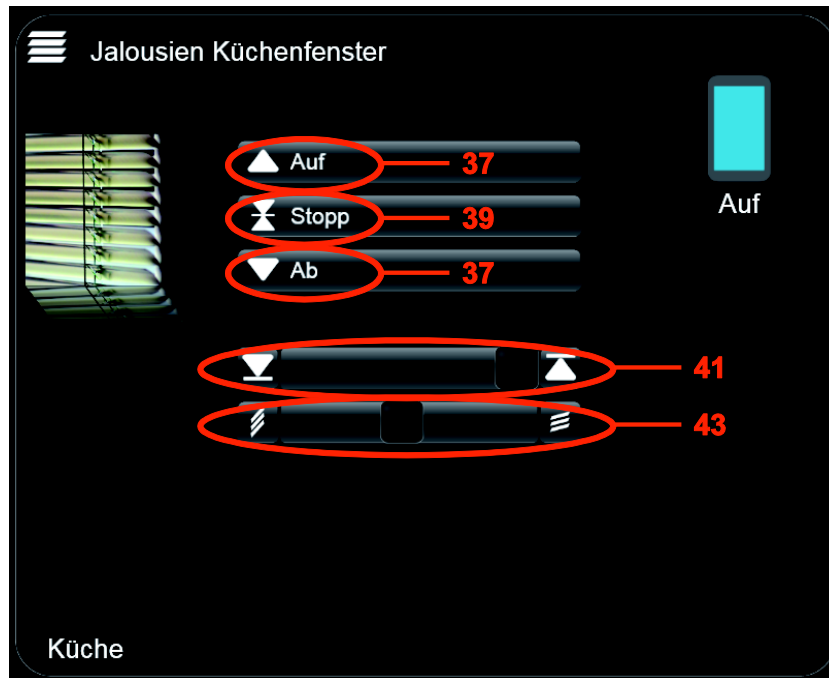 Jalousien Küchenfenster
Auf 37
Stopp 39
Ab 37
Auf
41
43
Küche